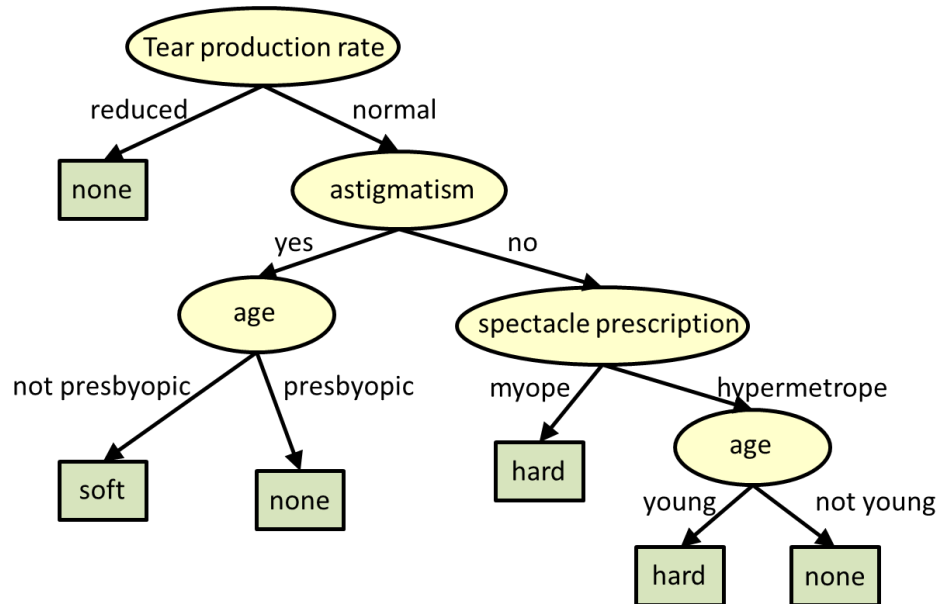 Tear production rate
reduced
normal
none
astigmatism
yes
no
age
spectacle prescription
not presbyopic
presbyopic
myope
hypermetrope
age
soft
none
hard
young
not young
hard
none